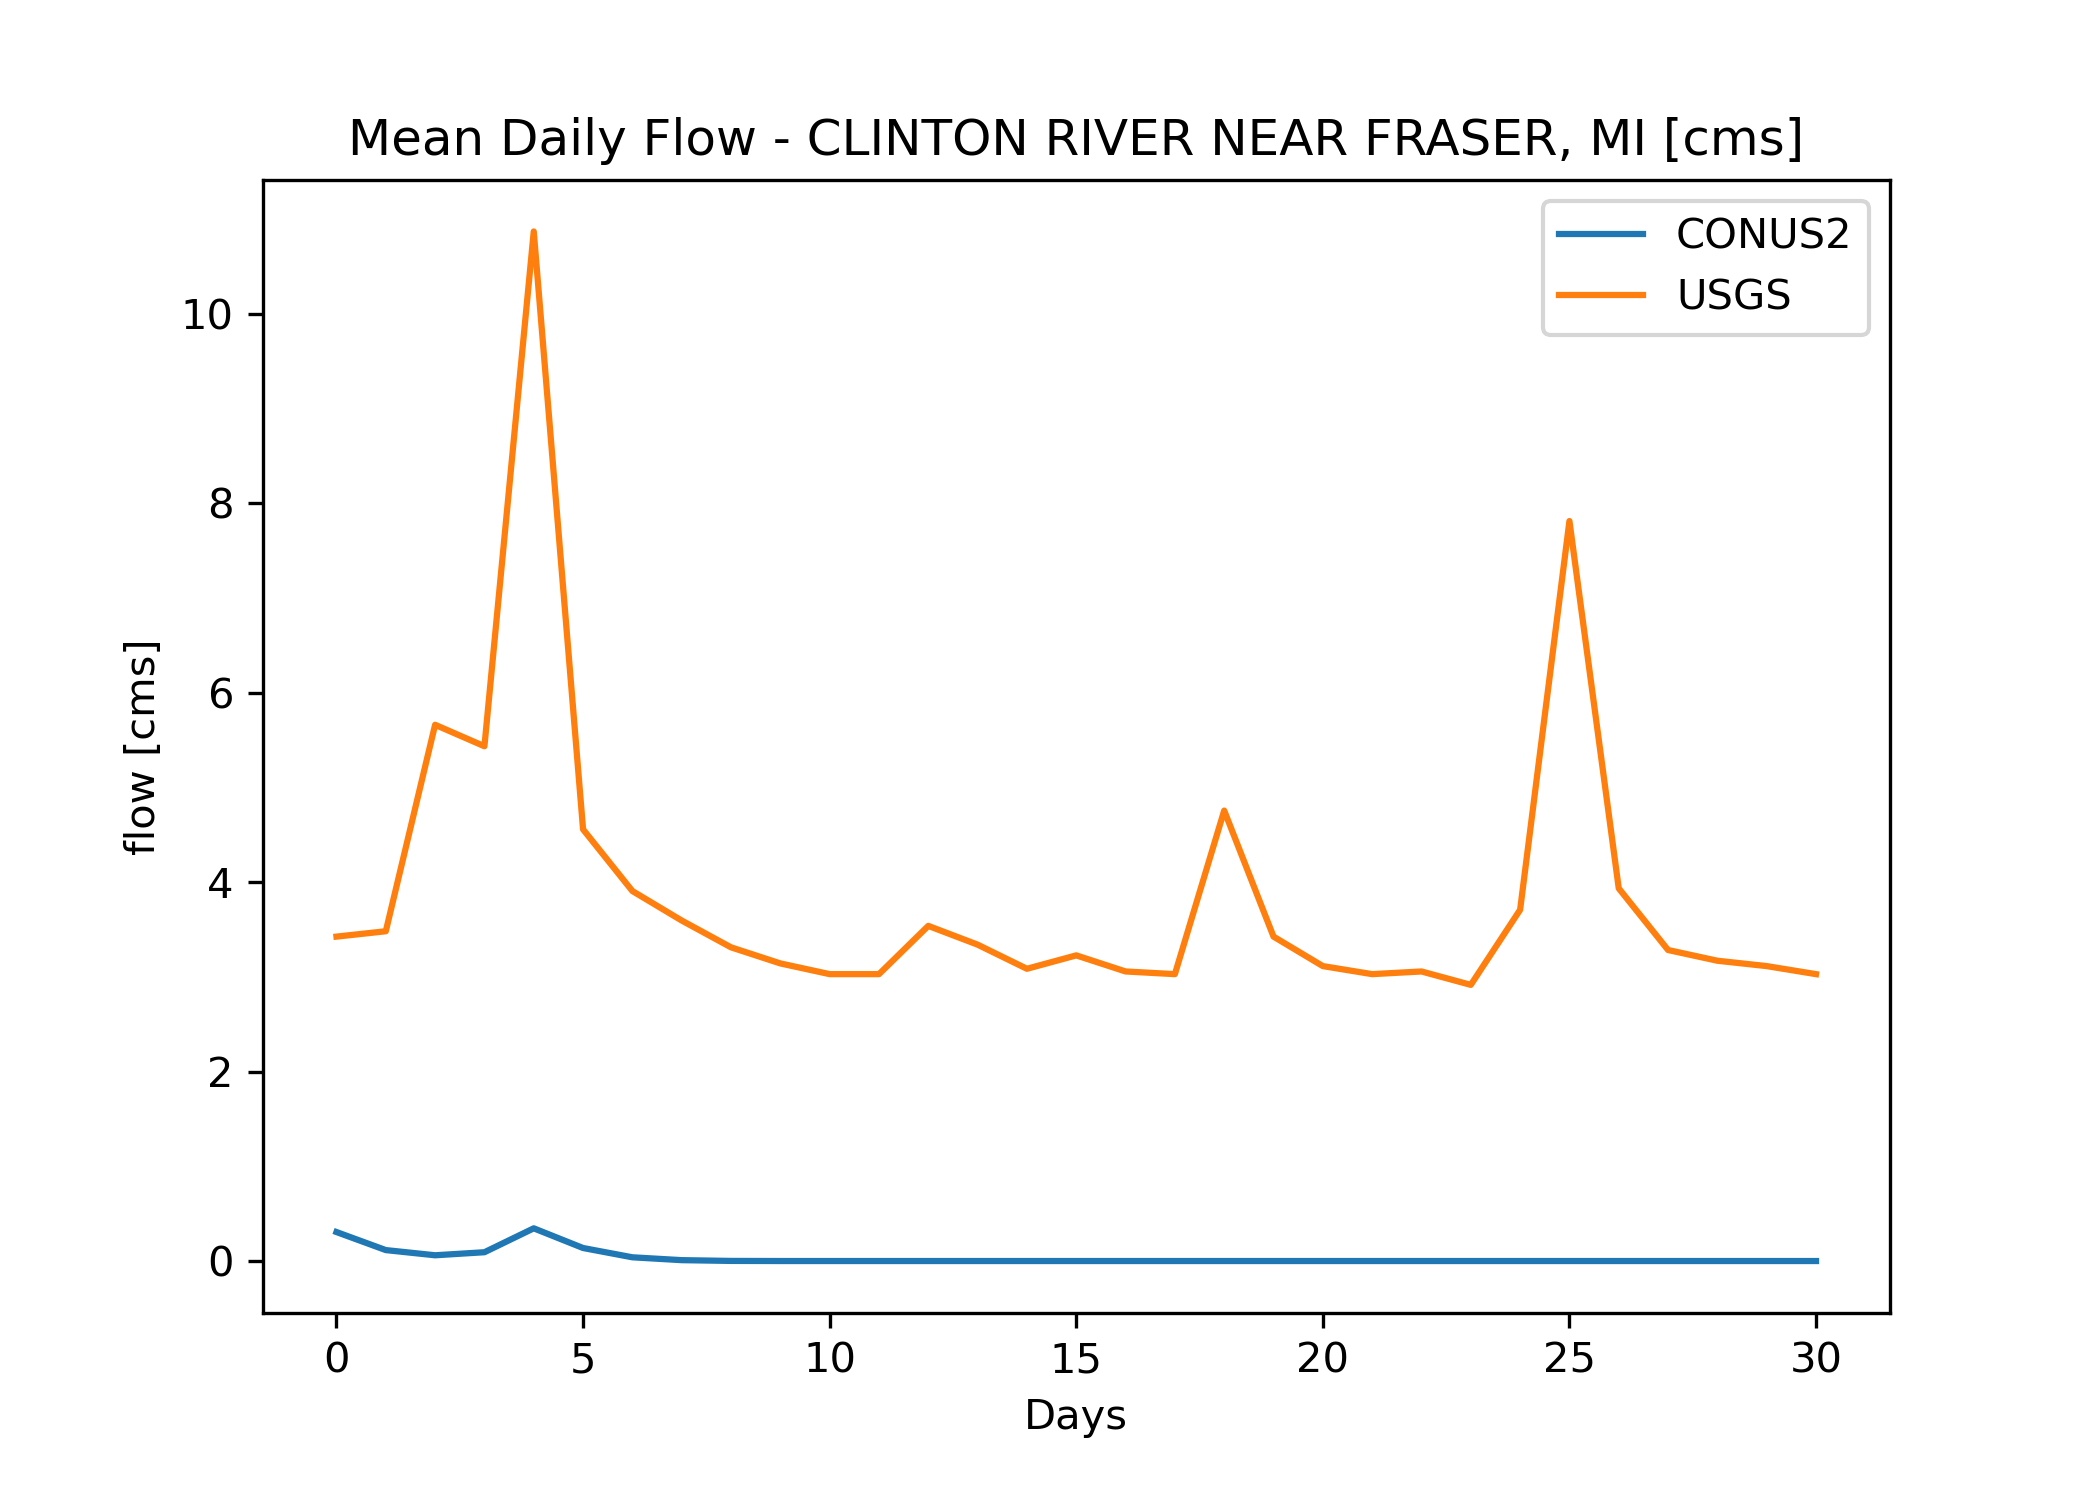 Mean Daily Flow - CLINTON RIVER NEAR FRASER, MI [cms]
CONUS2
USGS
flow [cms]
10
8
6
4
2
0
0 5 10 15 20 25 30
Days